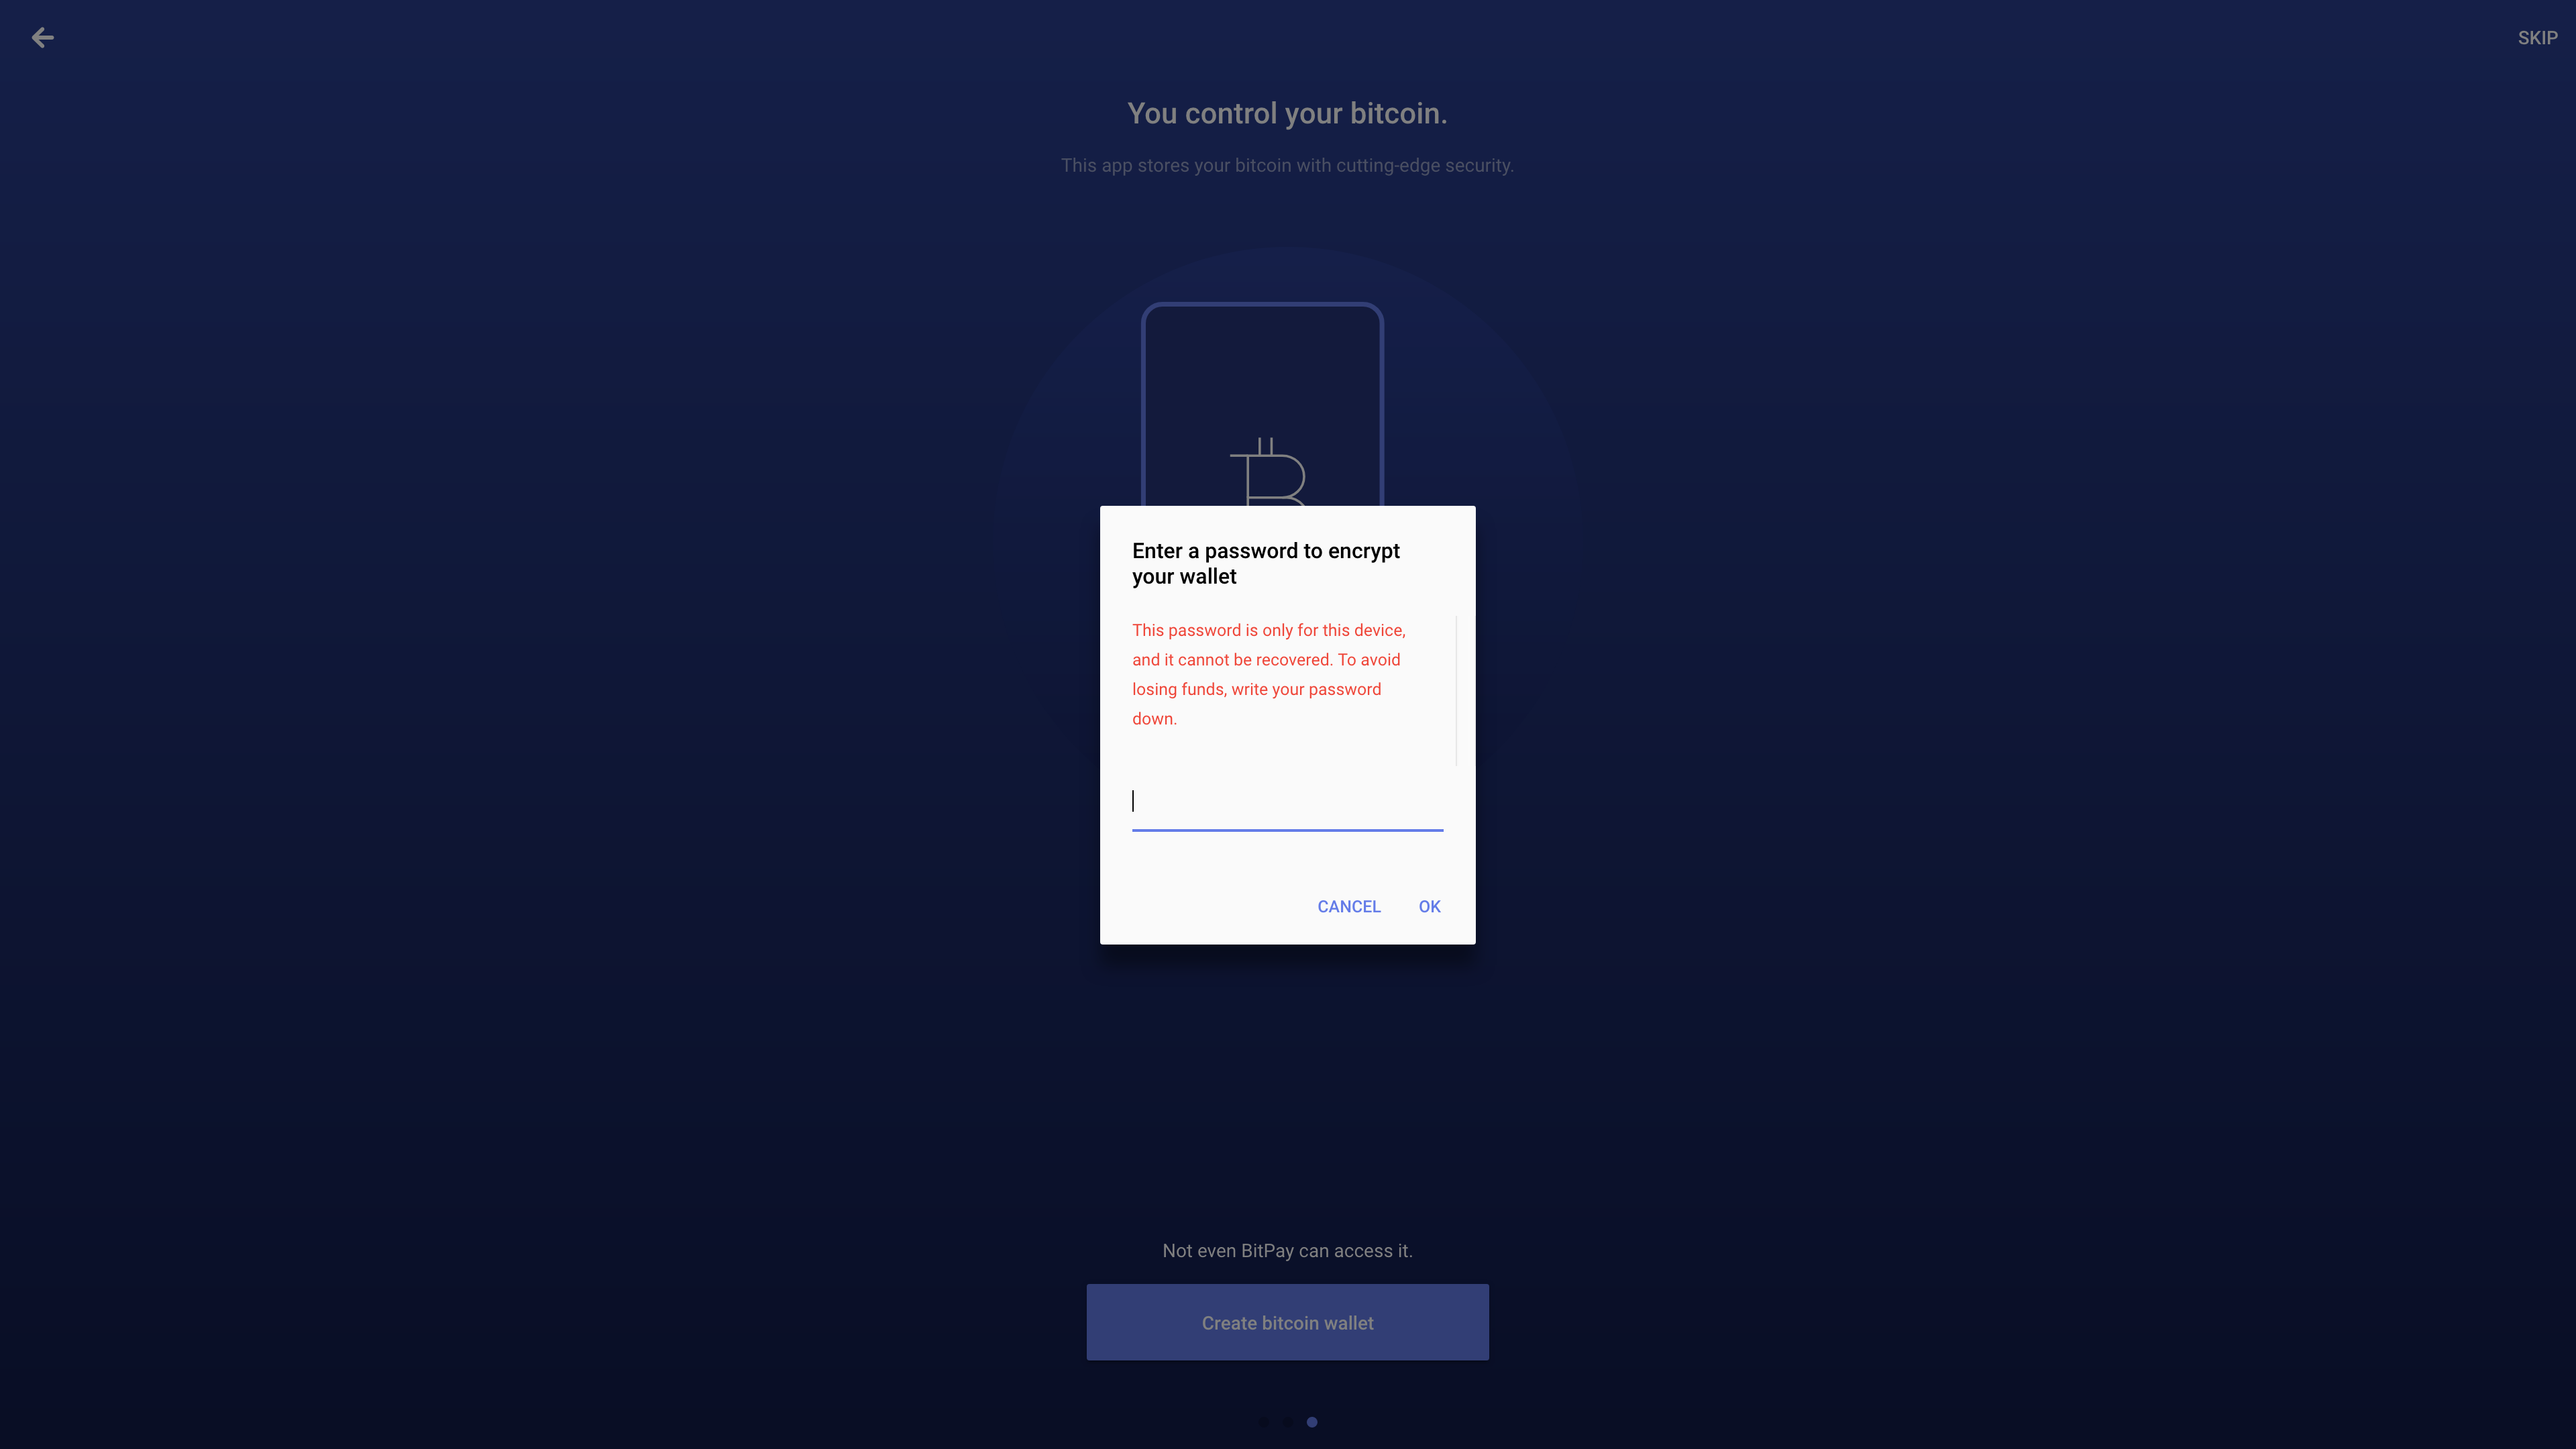 SKIP
You control your bitcoin.
This app stores your bitcoin with cutting-edge security.
Enter a password to encrypt
your wallet
This password is only for this device,
and it cannot be recovered. To avoid
losing funds, write your password
down.
CANCEL OK
Not even BitPay can access it.
Create bitcoin wallet